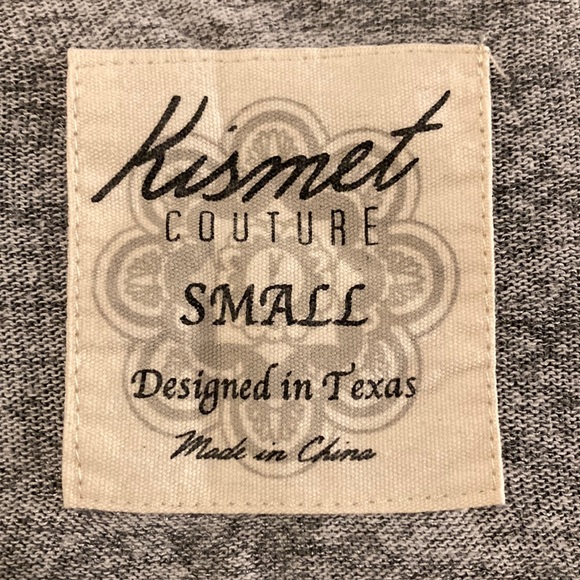 Kismet
COUTURE
SMALL
Designed in Texas
Made in China